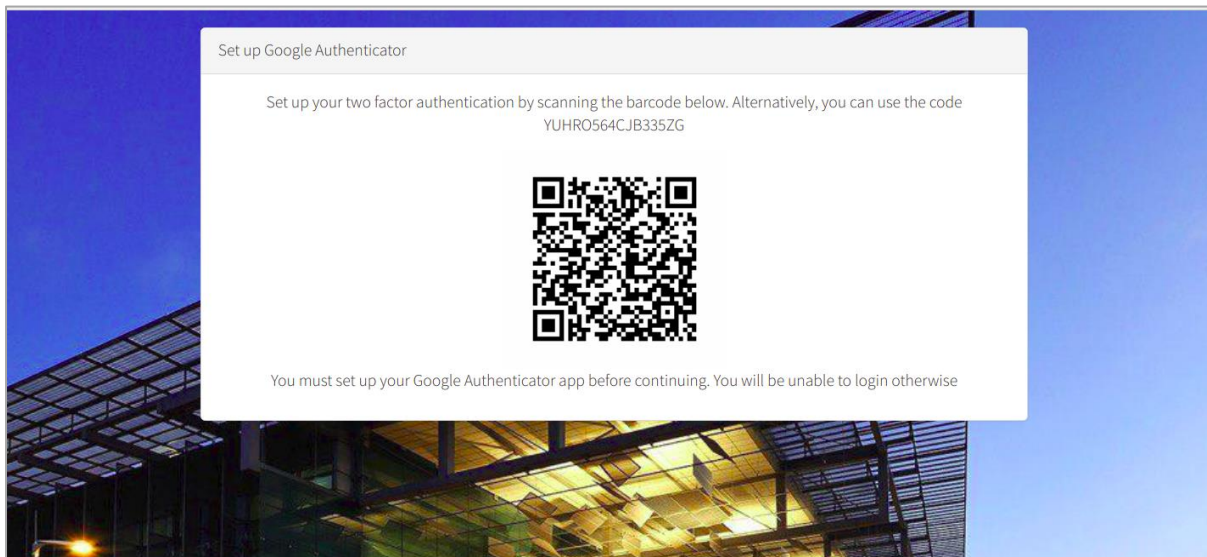 Set up Google Authenticator
Set up your two factor authentication by scanning the barcode below. Alternatively, you can use the code
YUHRO564CJB335ZG
You must set up your Google Authenticator app before continuing. You will be unable to login otherwise